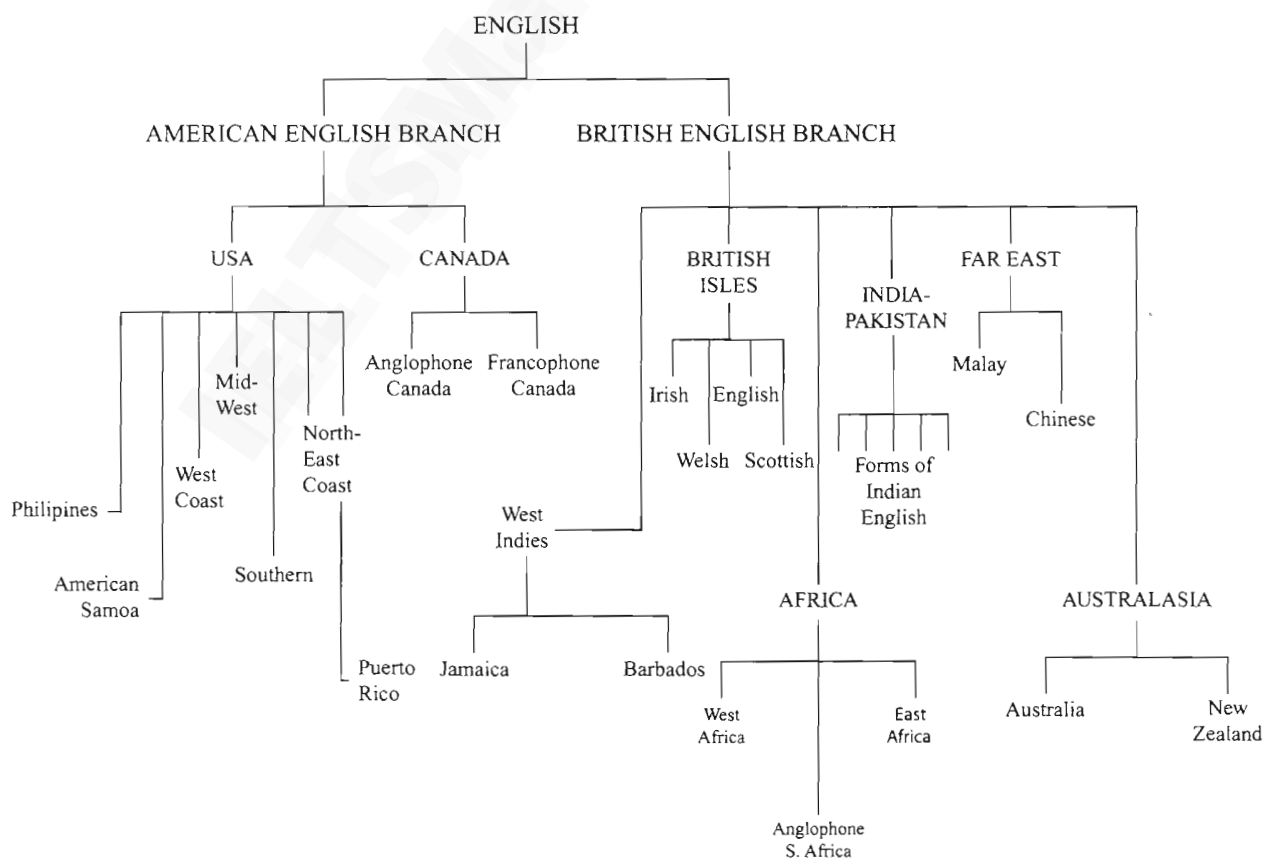 ENGLISH
AMERICAN ENGLISH BRANCH
BRITISH ENGLISH BRANCH
USA
CANADA
BRITISH
ISLES
INDIA-
PAKISTAN
FAR EAST
Anglophone
Canada
Francophone
Canada
Mid-
West
North-
East
Coast
West
Coast
Philipines
American
Samoa
Southern
Puerto
Rico
Irish
English
Welsh
Scottish
Forms of
Indian
English
Malay
Chinese
West
Indies
Jamaica
Barbados
AFRICA
West
Africa
East
Africa
Anglophone
S. Africa
AUSTRALASIA
Australia
New
Zealand